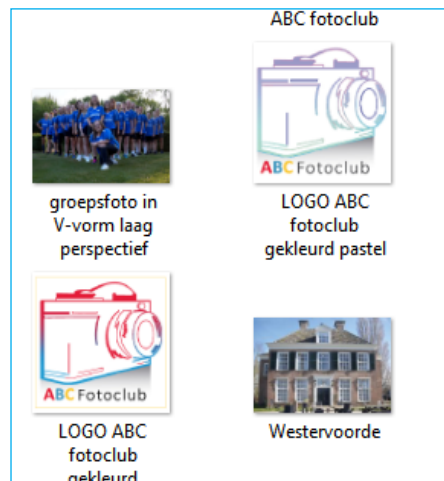 ABC fotoclub
ABC Fotoclub
groepsfoto in
V-vorm laag
perspectief
LOGO ABC
fotoclub
gekleurd pastel
ABC Fotoclub
LOGO ABC
fotoclub
gekleurd
Westervoorde